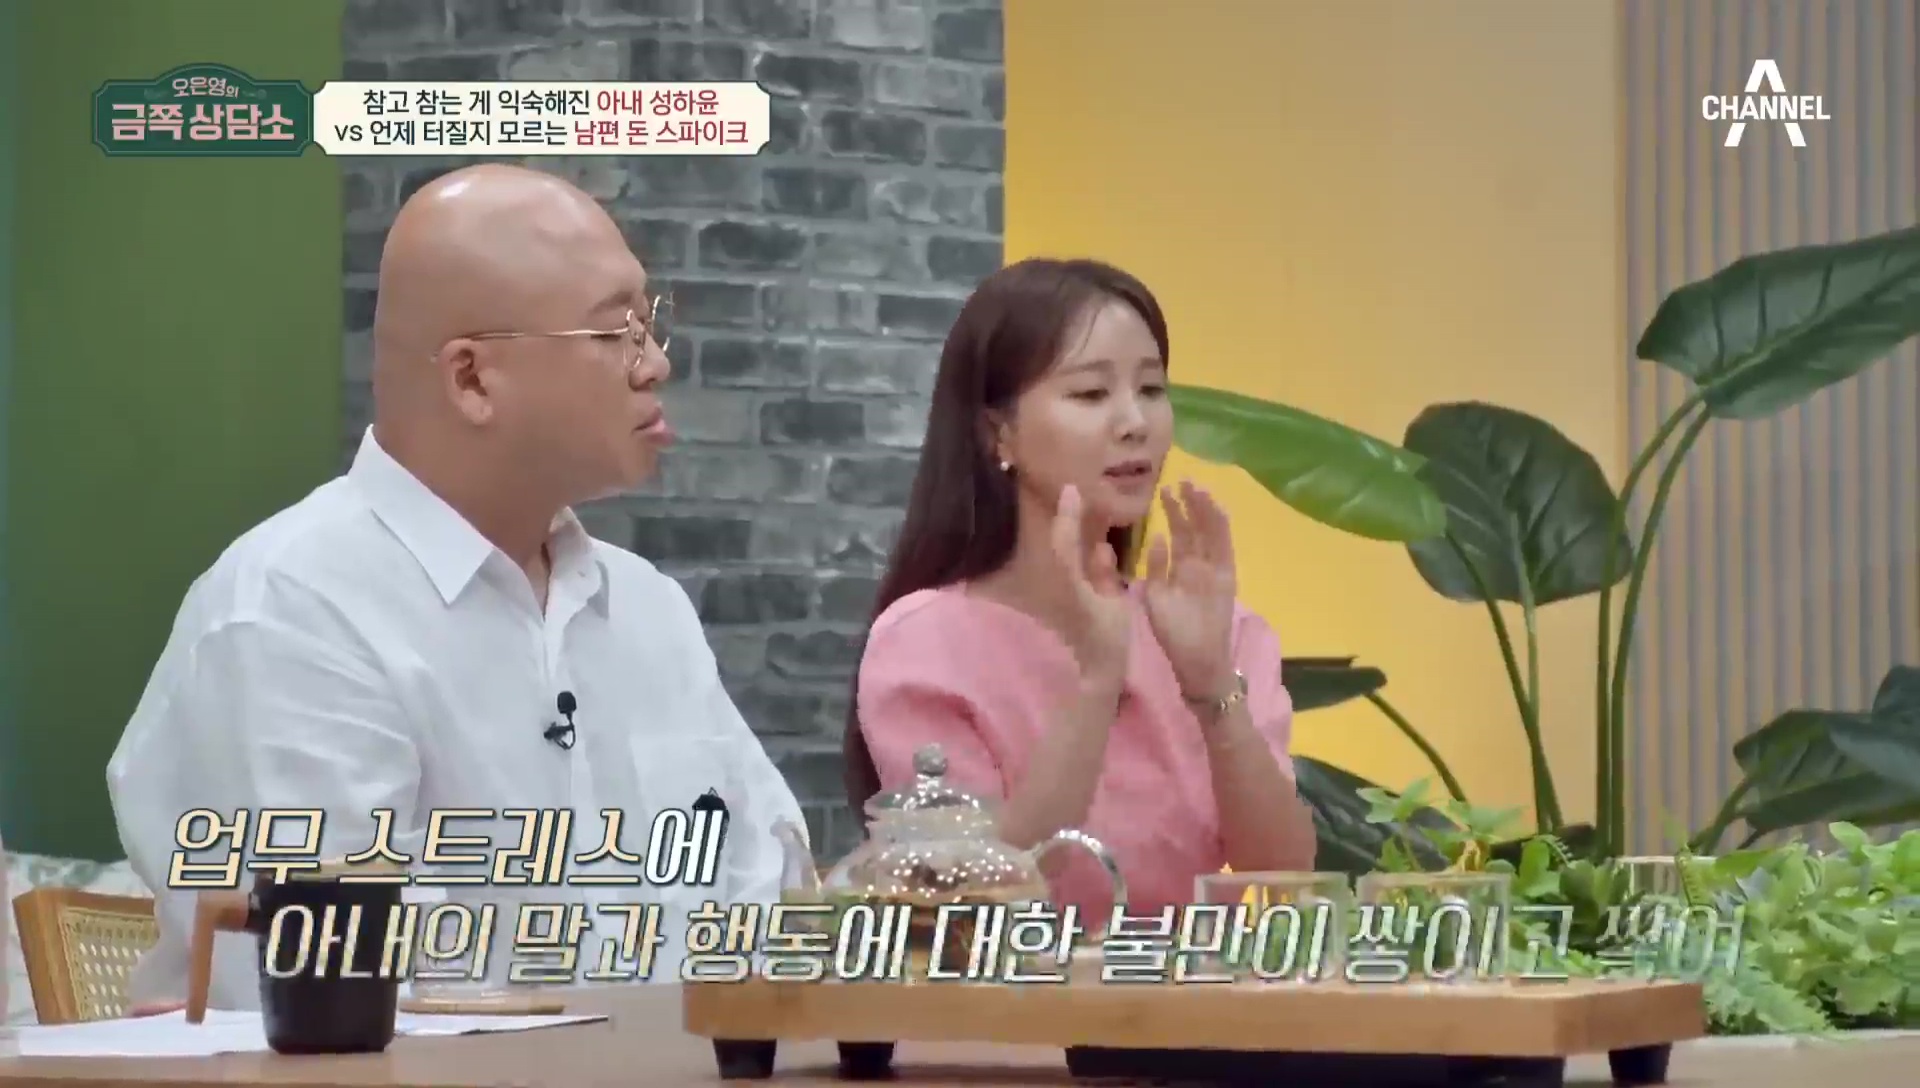 오은영의
금쪽 상담소
참고 참는 게 익숙해진 아내 성하윤
vs 언제 터질지 모르는 남편 돈 스파이크
CHANNEL A
업무 스트레스에
아내의 말과 행동에 대한 불만이 쌓이고 쌓여